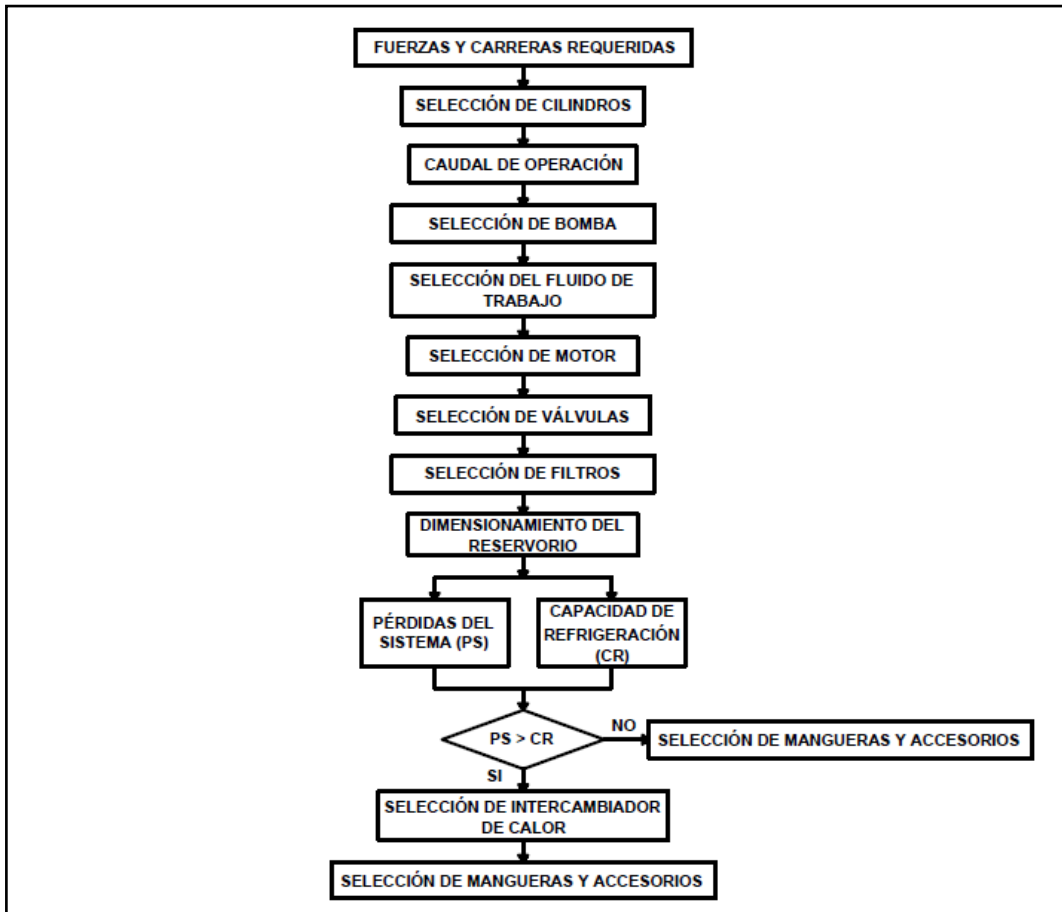 FUERZAS Y CARRERAS REQUERIDAS
SELECCIÓN DE CILINDROS
CAUDAL DE OPERACIÓN
SELECCIÓN DE BOMBA
SELECCIÓN DEL FLUIDO DE
TRABAJO
SELECCIÓN DE MOTOR
SELECCIÓN DE VÁLVULAS
SELECCIÓN DE FILTROS
DIMENSIONAMIENTO DEL
RESERVORIO
PÉRDIDAS DEL
SISTEMA (PS)
CAPACIDAD DE
REFRIGERACIÓN
(CR)
PS > CR
NO
SELECCIÓN DE MANGUERAS Y ACCESORIOS
SI
SELECCIÓN DE INTERCAMBIADOR
DE CALOR
SELECCIÓN DE MANGUERAS Y ACCESORIOS